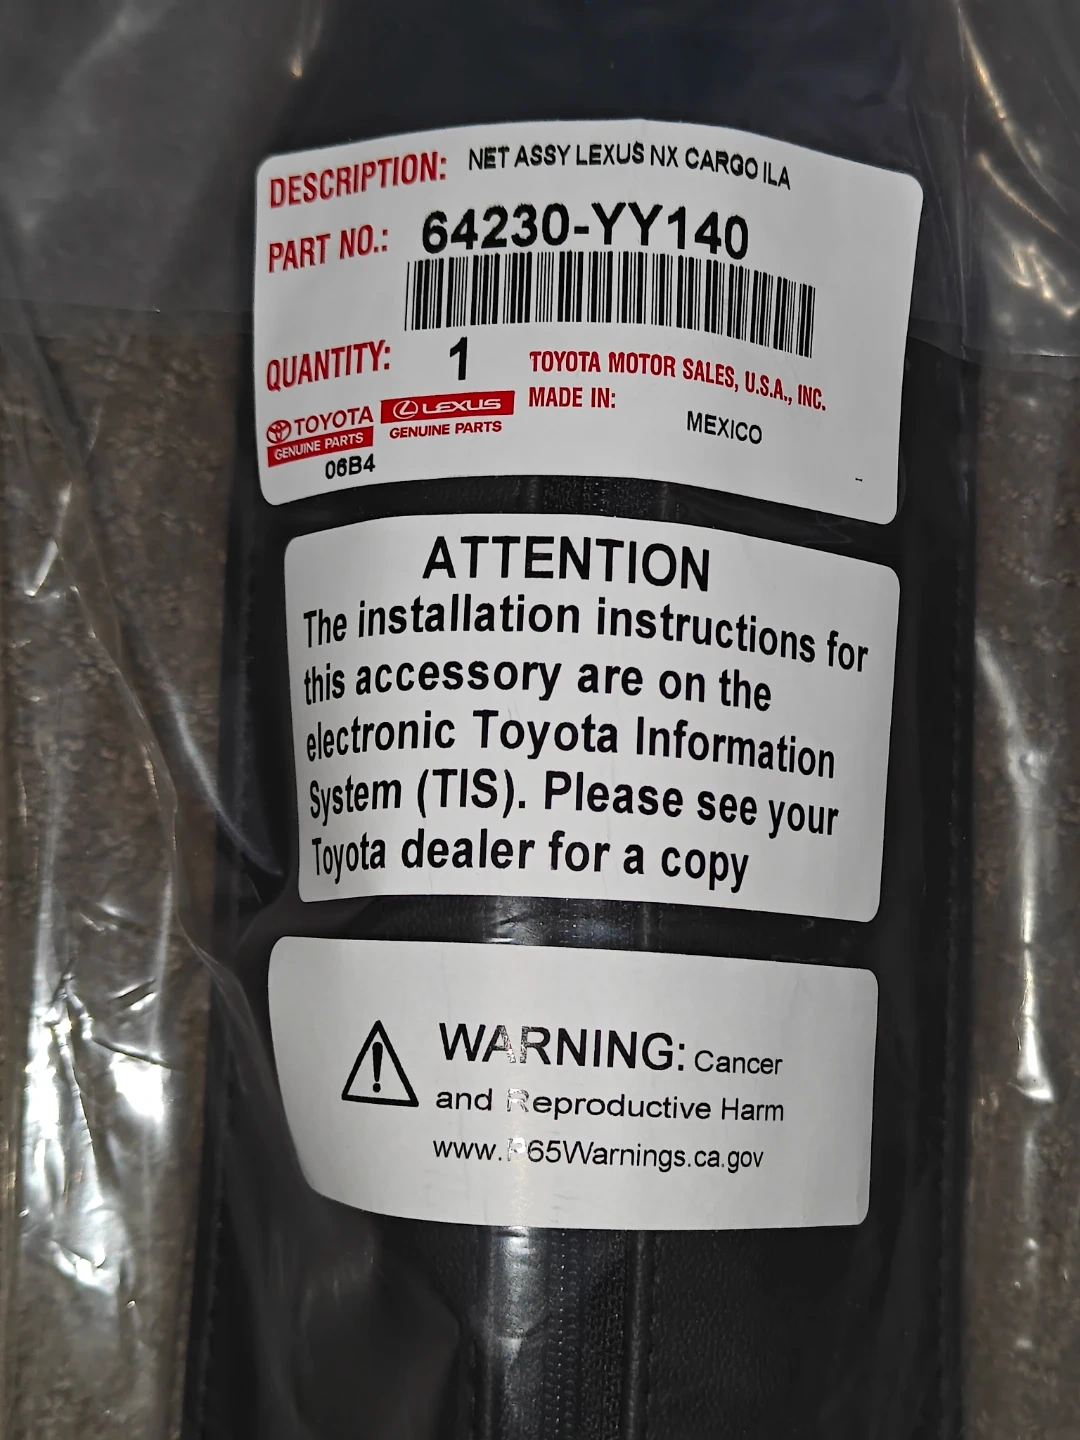 DESCRIPTION: NET ASSY LEXUS NX CARGO ILA
PART NO.: 64230-YY140
QUANTITY: 1
TOYOTA MOTOR SALES, U.S.A., INC.
MADE IN:
MEXICO
TOYOTA
GENUINE PARTS
LEXUS
GENUINE PARTS
06B4
ATTENTION
The installation instructions for
this accessory are on the
electronic Toyota Information
System (TIS). Please see your
Toyota dealer for a copy
WARNING: Cancer
and Reproductive Harm
www.P65Warnings.ca.gov